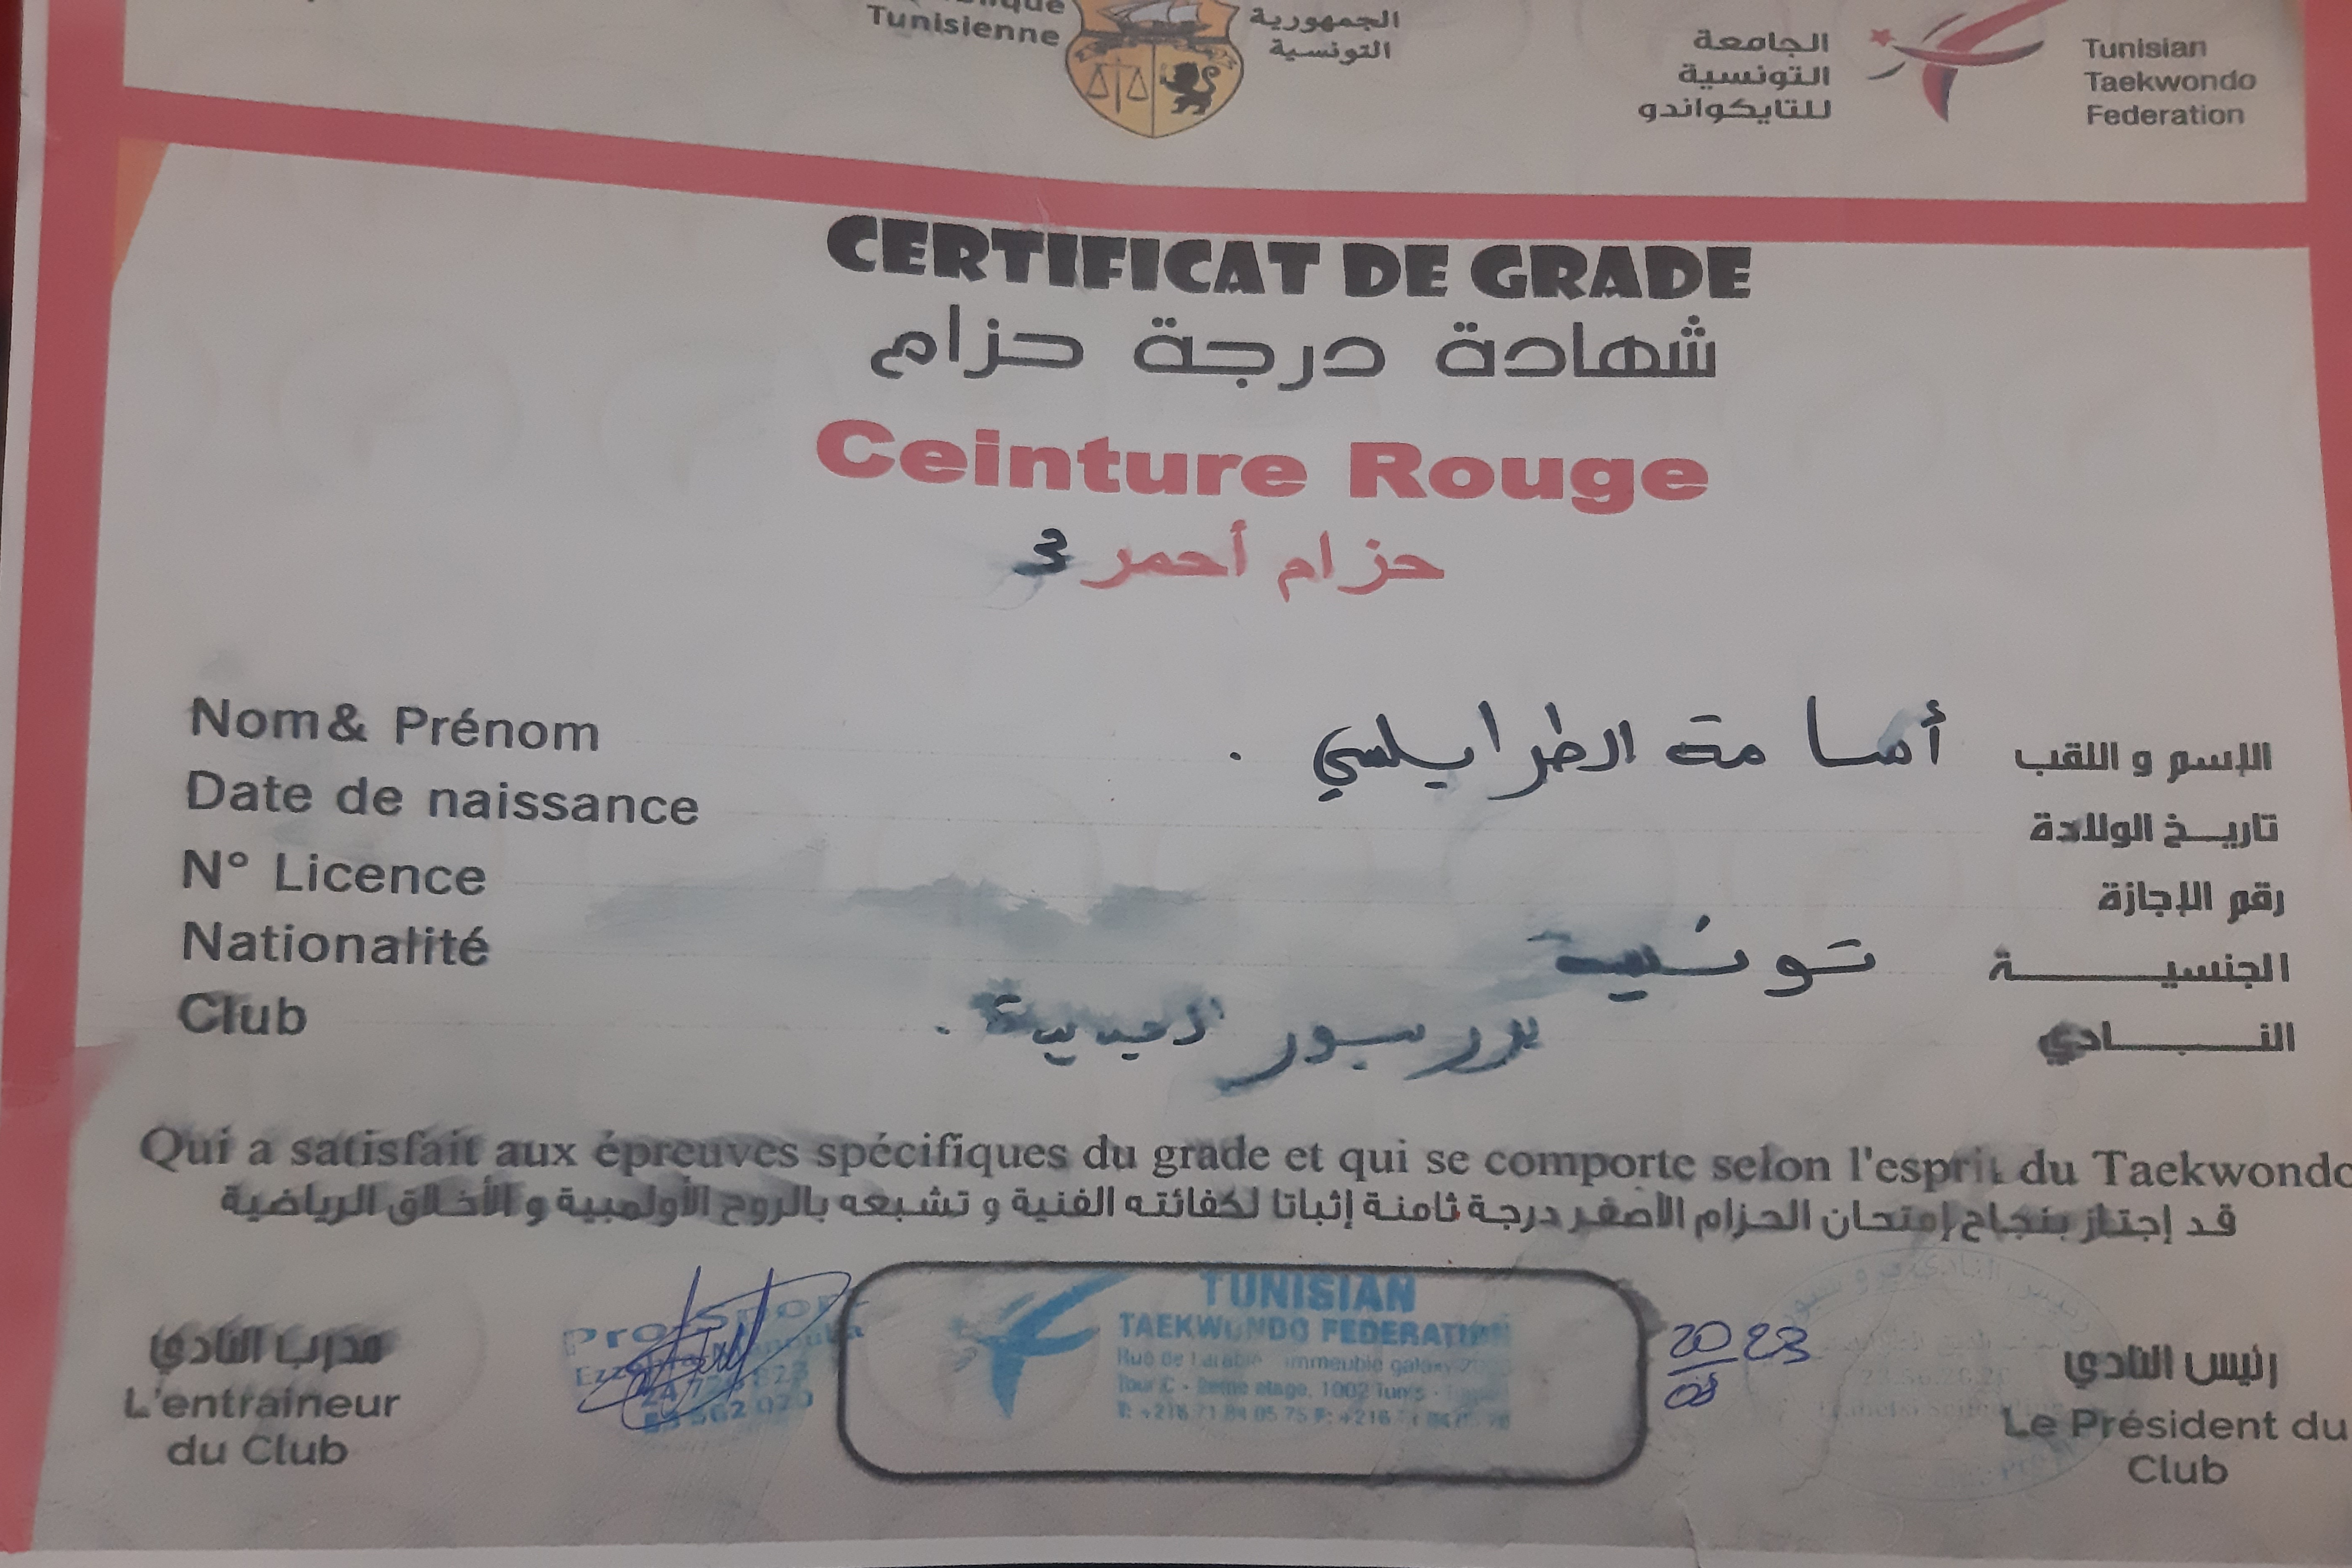 Tunisienne
الجمهورية
التونسية
الجامعة
التونسية
للتايكواندو
Tunisian
Taekwondo
Federation
CERTIFICAT DE GRADE
شهادة درجة حزام
Ceinture Rouge
حزام أحمر 3
Nom& Prénom
أسامة الطرابلسي .
الإسم و اللقب
Date de naissance
تاريخ الولادة
N° Licence
رقم الإجازة
Nationalité
تونسية
الجنسيـــــــة
Club
النـــــادي
Qui a satisfait aux épreuves spécifiques du grade et qui se comporte selon l'esprit du Taekwondo
قد إجتاز بنجاح إمتحان الحزام الأصفر درجة ثامنة إثباتا لكفائته الفنية و تشبعه بالروح الأولمبية و الأخلاق الرياضية
مدرب النادي
L'entraineur
du Club
TUNISIAN
TAEKWONDO FEDERATION
2023
08
رئيس النادي
Le Président du
Club